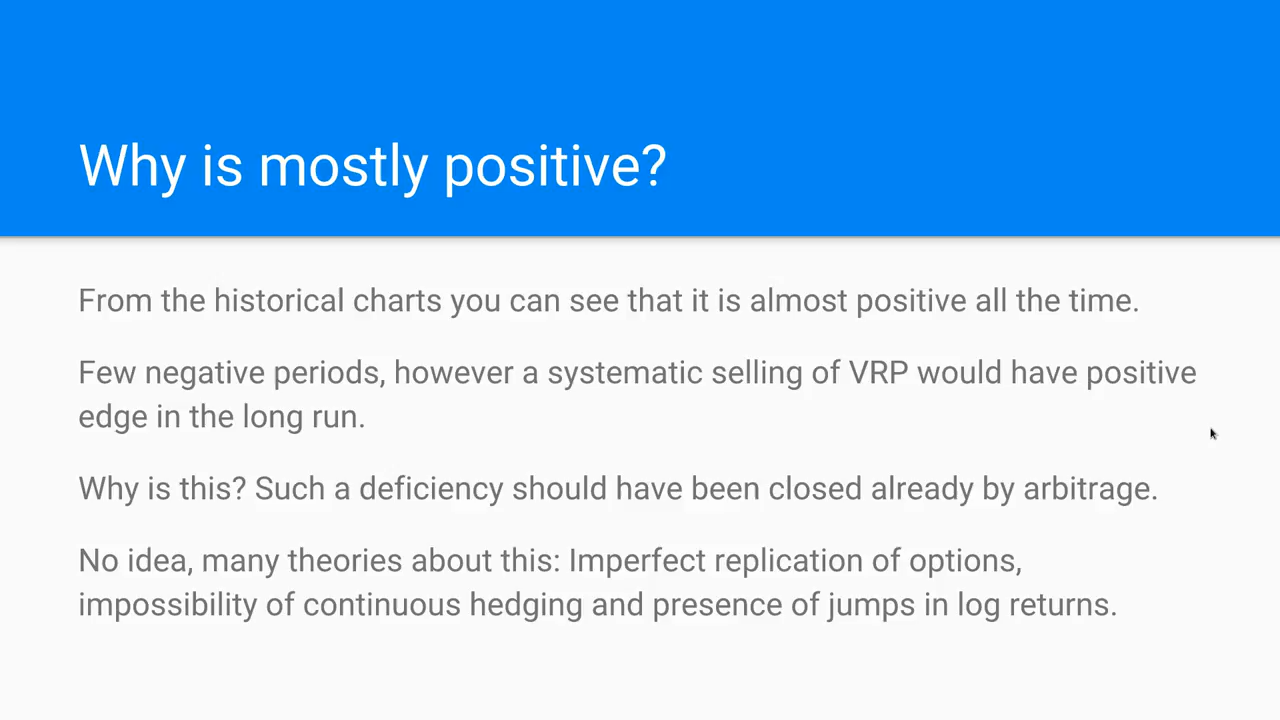 Why is mostly positive?
From the historical charts you can see that it is almost positive all the time.
Few negative periods, however a systematic selling of VRP would have positive
edge in the long run.
Why is this? Such a deficiency should have been closed already by arbitrage.
No idea, many theories about this: Imperfect replication of options,
impossibility of continuous hedging and presence of jumps in log returns.